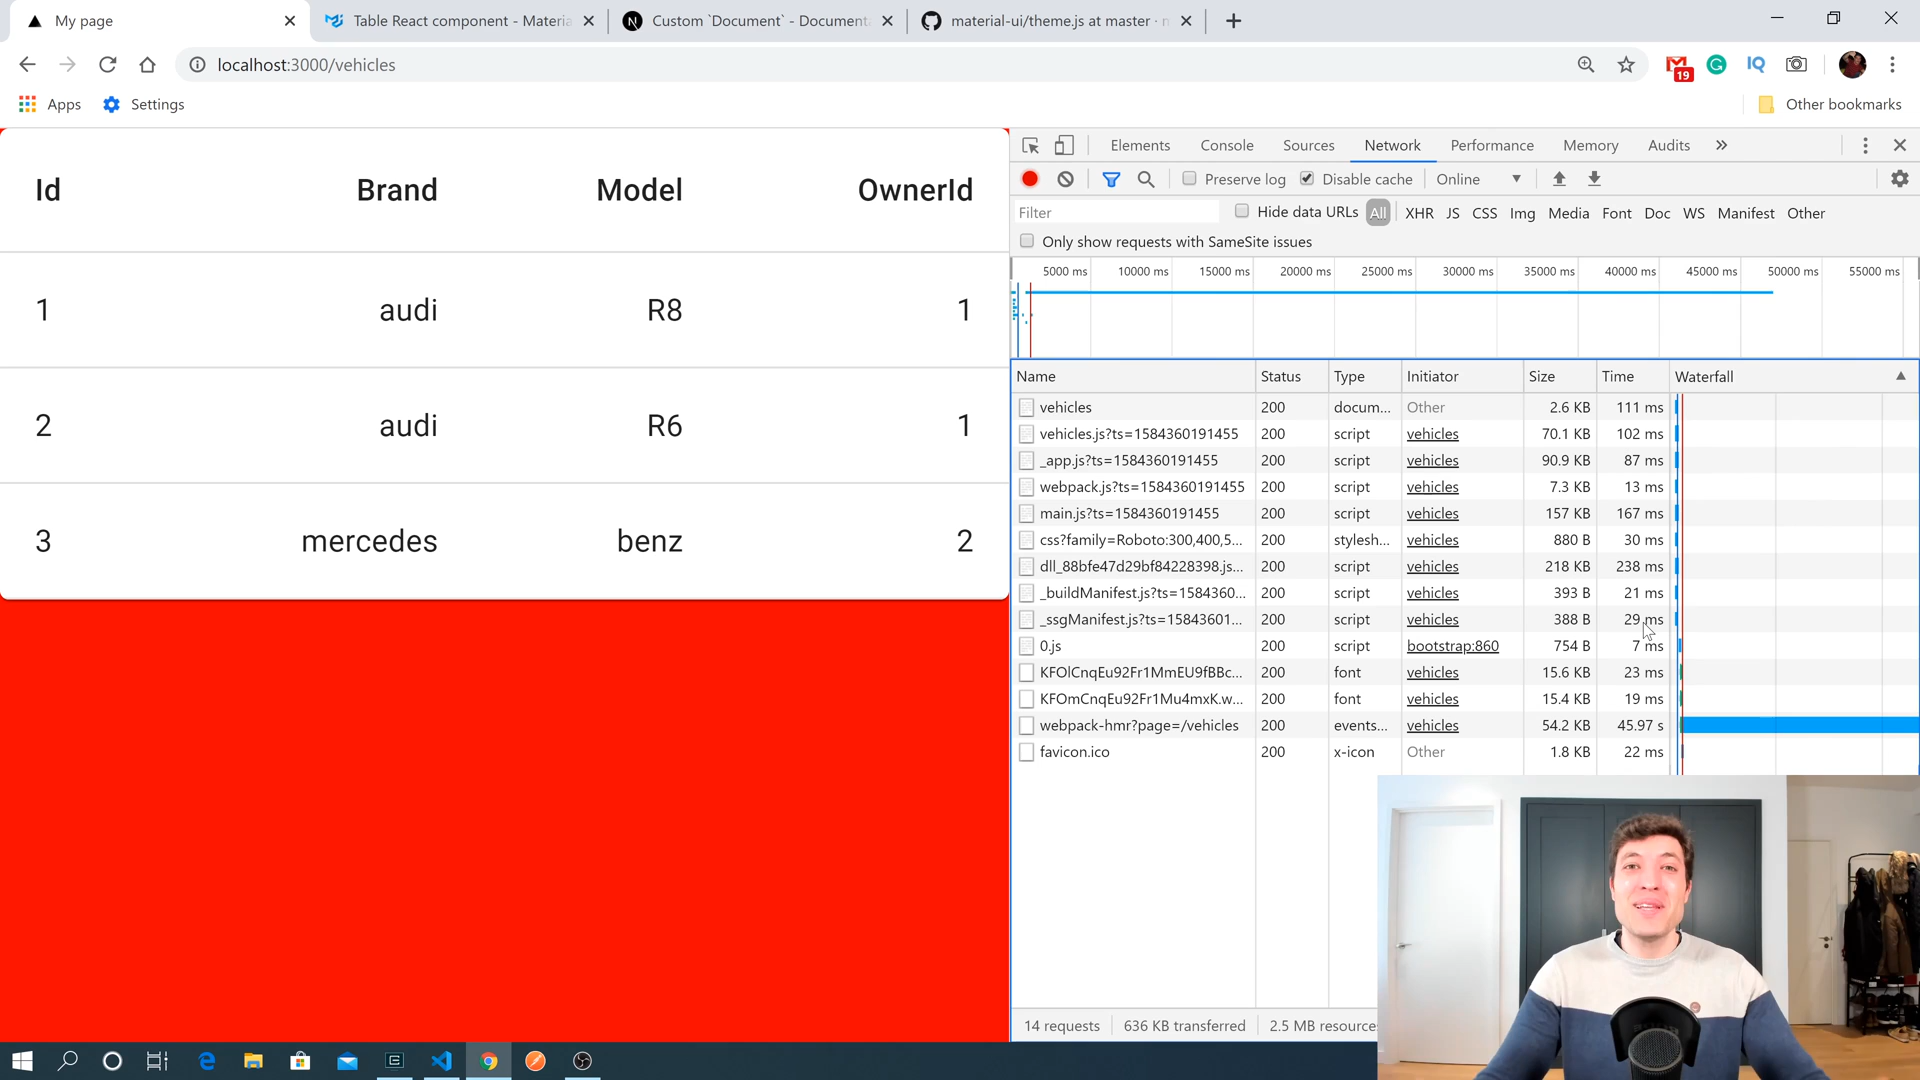 My page
Table React component - Materia
Custom `Document` - Documenta
material-ui/theme.js at master · m
localhost:3000/vehicles
19
IQ
Apps
Settings
Other bookmarks
Elements
Console
Sources
Network
Performance
Memory
Audits
Preserve log
Disable cache
Online
Filter
Hide data URLs
All
XHR
JS
CSS
Img
Media
Font
Doc
WS
Manifest
Other
Only show requests with SameSite issues
5000 ms
10000 ms
15000 ms
20000 ms
25000 ms
30000 ms
35000 ms
40000 ms
45000 ms
50000 ms
55000 ms
Id Brand Model OwnerId
1 audi R8 1
2 audi R6 1
3 mercedes benz 2
Name Status Type Initiator Size Time Waterfall
vehicles 200 docum... Other 2.6 KB 111 ms
vehicles.js?ts=1584360191455 200 script vehicles 70.1 KB 102 ms
_app.js?ts=1584360191455 200 script vehicles 90.9 KB 87 ms
webpack.js?ts=1584360191455 200 script vehicles 7.3 KB 13 ms
main.js?ts=1584360191455 200 script vehicles 157 KB 167 ms
css?family=Roboto:300,400,5... 200 stylesh... vehicles 880 B 30 ms
dll_88bfe47d29bf84228398.js... 200 script vehicles 218 KB 238 ms
_buildManifest.js?ts=1584360... 200 script vehicles 393 B 21 ms
_ssgManifest.js?ts=15843601... 200 script vehicles 388 B 29 ms
0.js 200 script bootstrap:860 754 B 7 ms
KFOlCnqEu92Fr1MmEU9fBBc... 200 font vehicles 15.6 KB 23 ms
KFOmCnqEu92Fr1Mu4mxK.w... 200 font vehicles 15.4 KB 19 ms
webpack-hmr?page=/vehicles 200 events... vehicles 54.2 KB 45.97 s
favicon.ico 200 x-icon Other 1.8 KB 22 ms
14 requests
636 KB transferred
2.5 MB resource